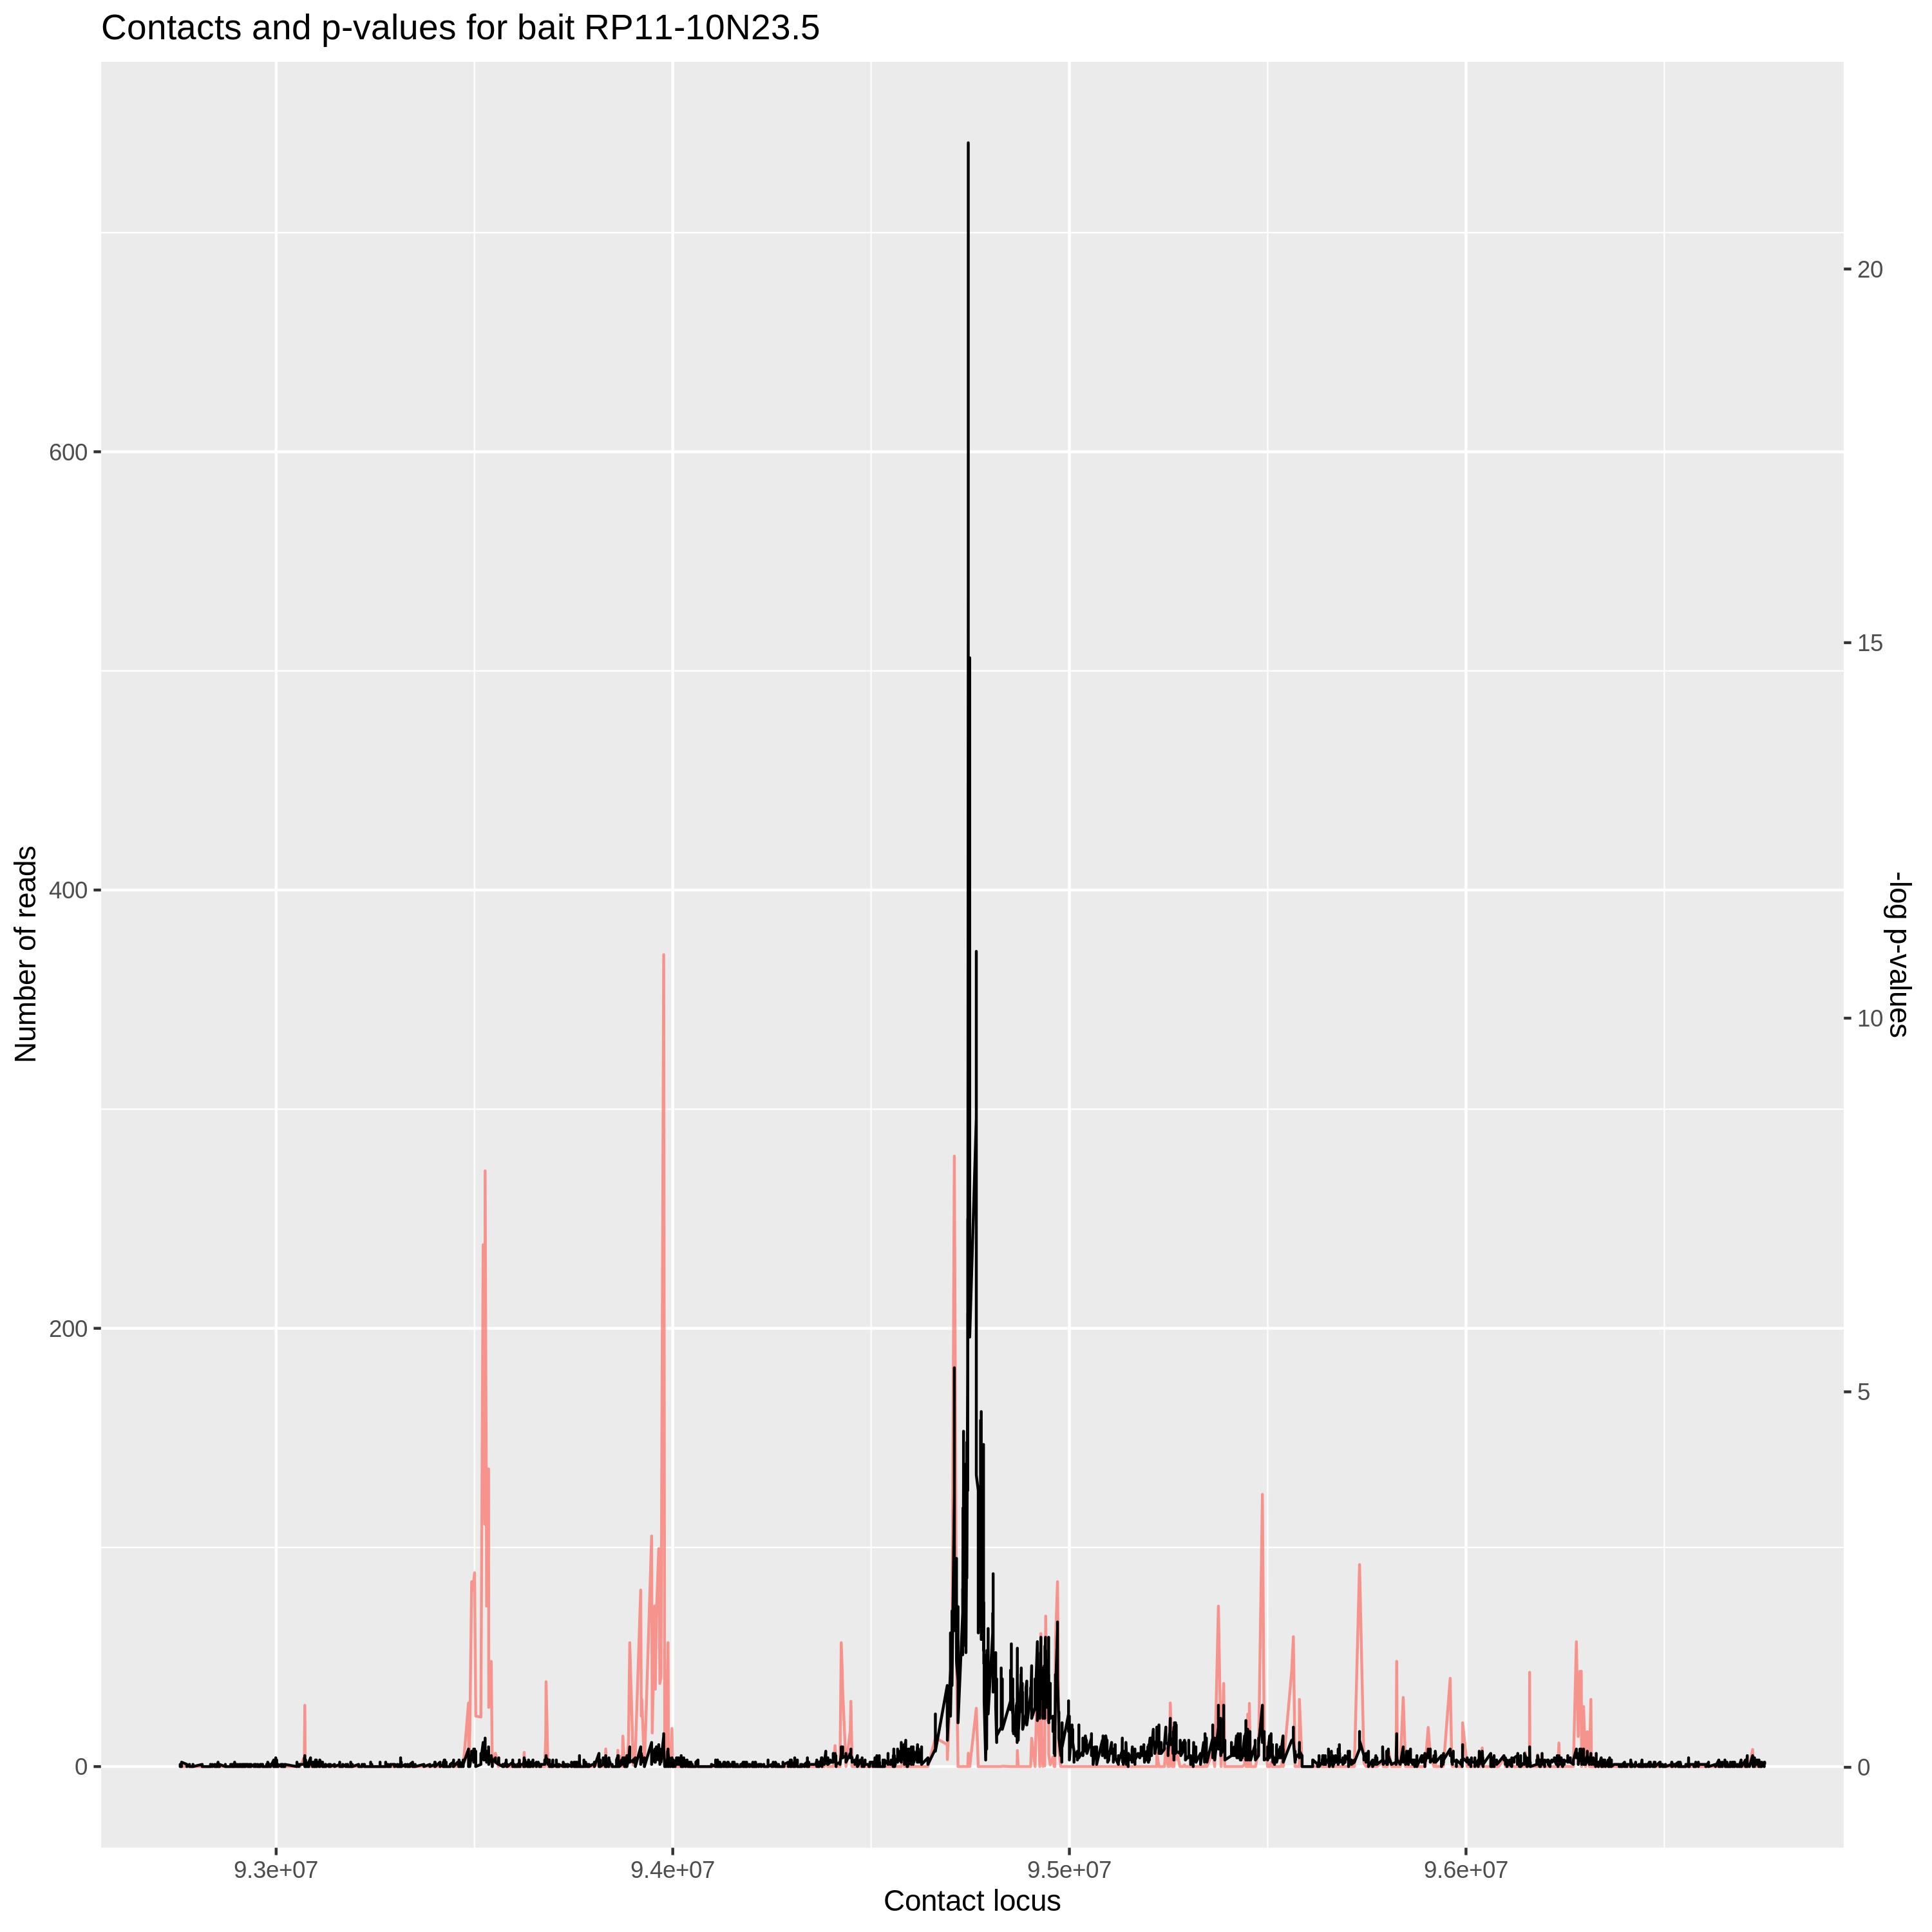 Contacts and p-values for bait RP11-10N23.5
Number of reads
600
400
200
0
20
15
10
5
0
-log p-values
9.3e+07
9.4e+07
9.5e+07
9.6e+07
Contact locus